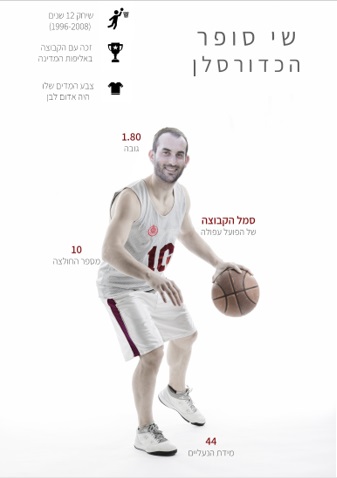 שי סופר
הכדורסלן
שיחק 12 שנים
(1996-2008)
זכה עם הקבוצה
באליפות המדינה
צבע המדים שלו
היה אדום לבן
1.80
גובה
סמל הקבוצה
של הפועל עפולה
10
מספר החולצה
10
44
מידת הנעליים